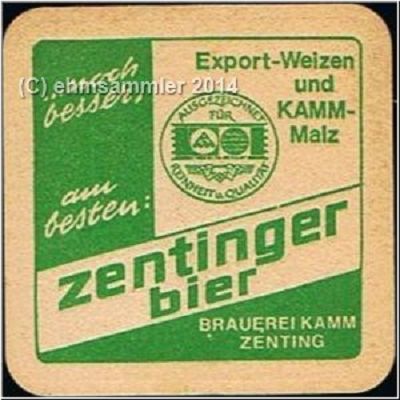 ...noch
besser,
am
besten:
Export-Weizen
und
KAMM-
Malz
AUSGEZEICHNET
FÜR
REINHEIT u. QUALITÄT
zentinger
bier
BRAUEREI KAMM
ZENTING
(C) ehmsammler 2014